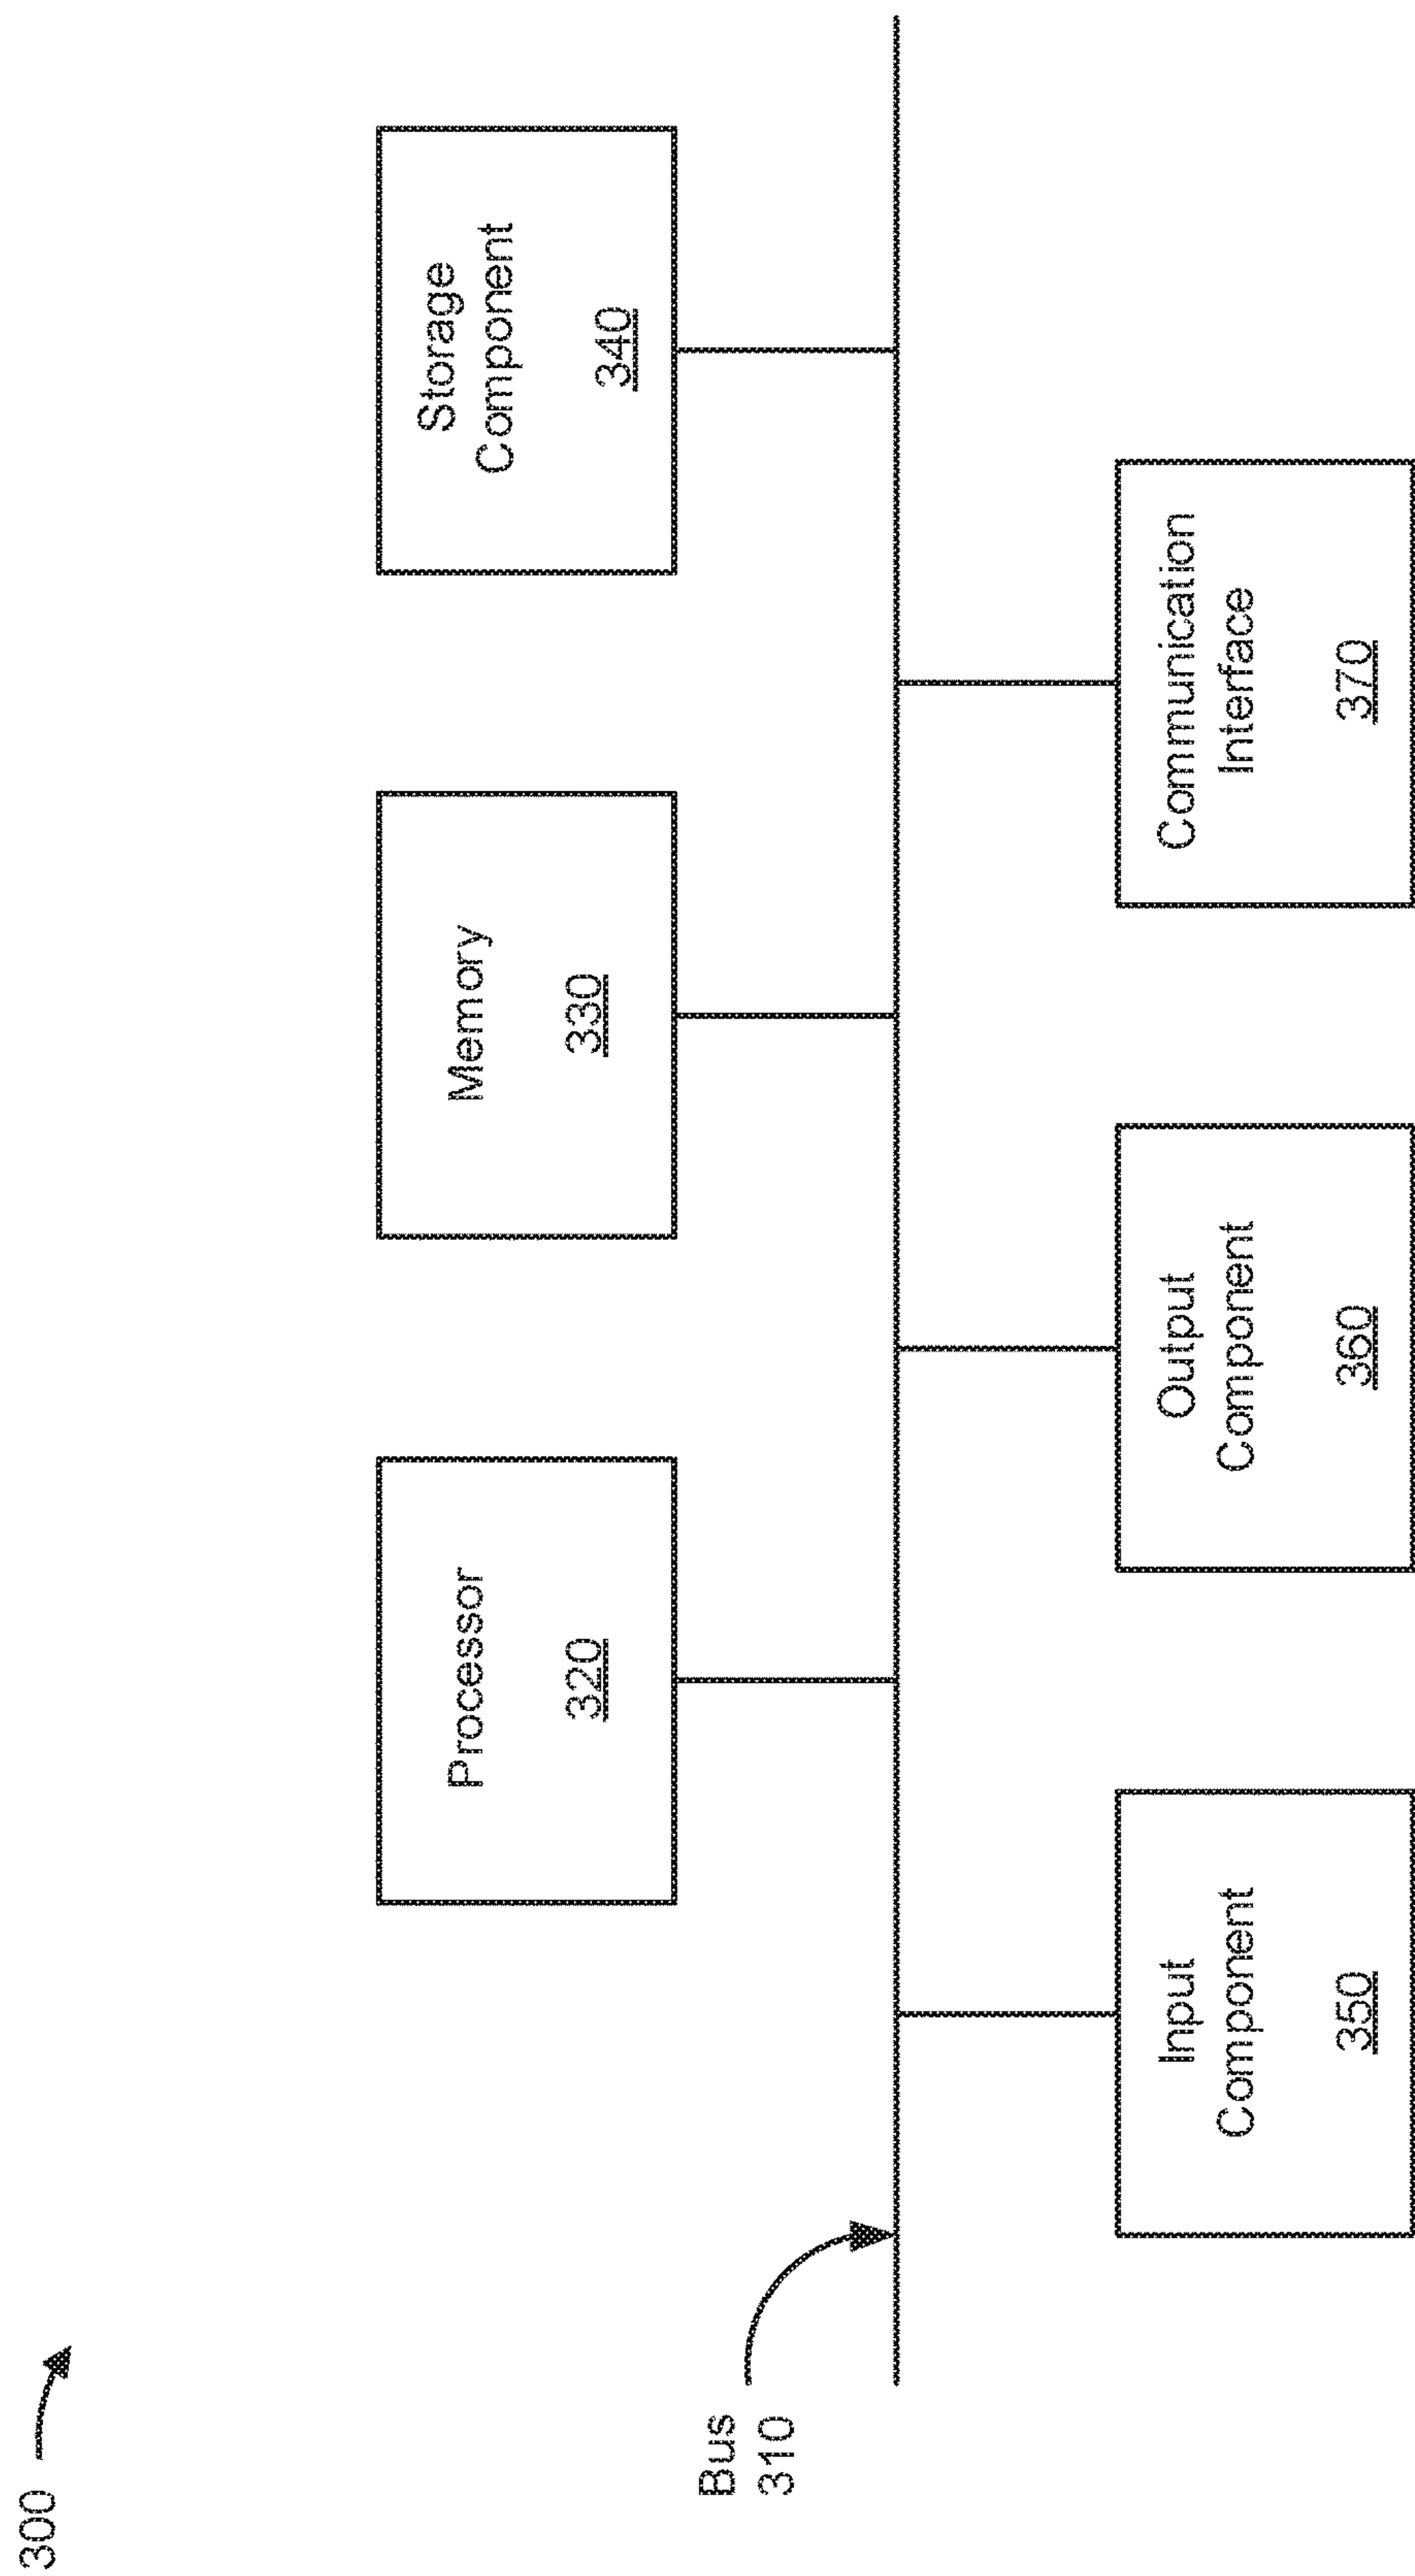 300
Bus
310
Processor
320
Memory
330
Storage
Component
340
Input
Component
350
Output
Component
360
Communication
Interface
370